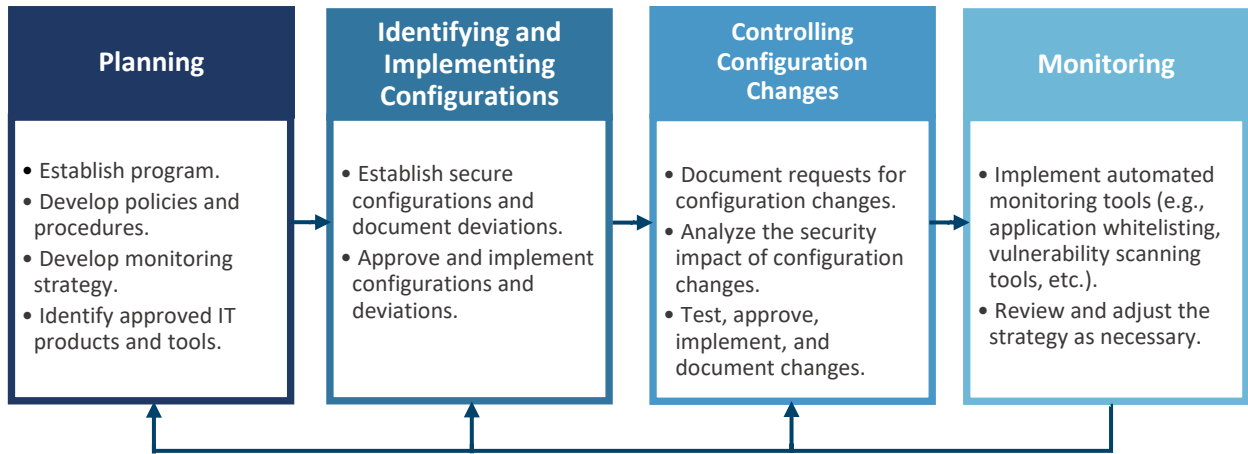 Planning
• Establish program.
• Develop policies and
procedures.
• Develop monitoring
strategy.
• Identify approved IT
products and tools.
Identifying and
Implementing
Configurations
• Establish secure
configurations and
document deviations.
• Approve and implement
configurations and
deviations.
Controlling
Configuration
Changes
• Document requests for
configuration changes.
• Analyze the security
impact of configuration
changes.
• Test, approve,
implement, and
document changes.
Monitoring
• Implement automated
monitoring tools (e.g.,
application whitelisting,
vulnerability scanning
tools, etc.).
• Review and adjust the
strategy as necessary.